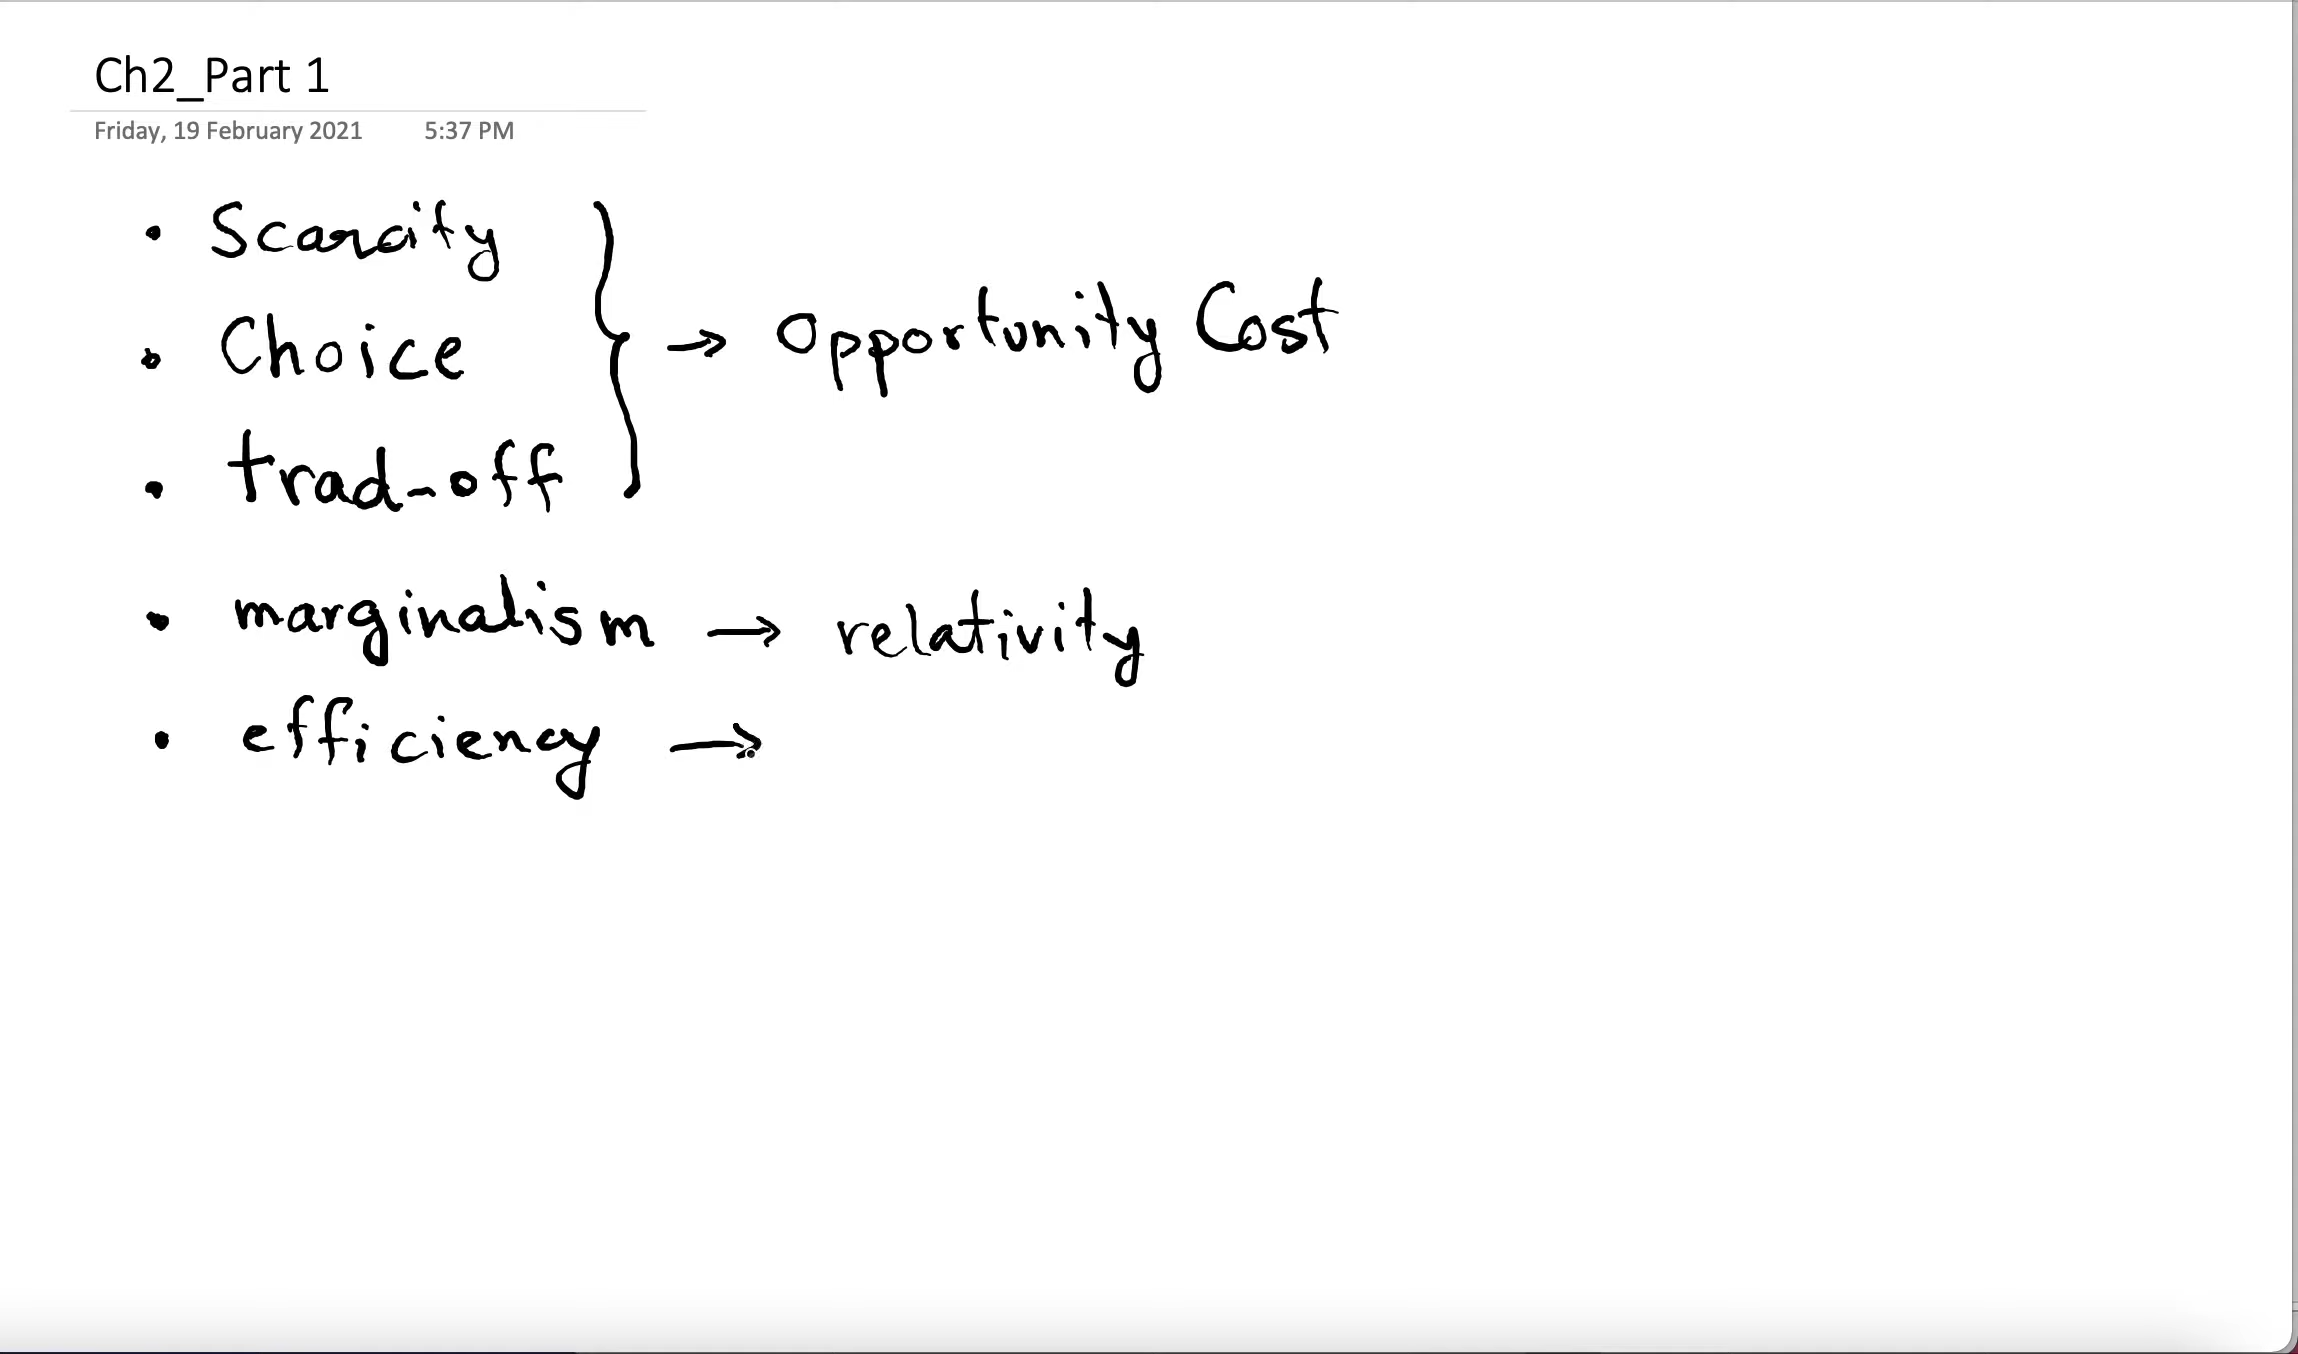 Ch2_Part 1
Friday, 19 February 2021 5:37 PM
• Scarcity
• Choice
→ Opportunity Cost
• trad-off
• marginalism → relativity
• efficiency →